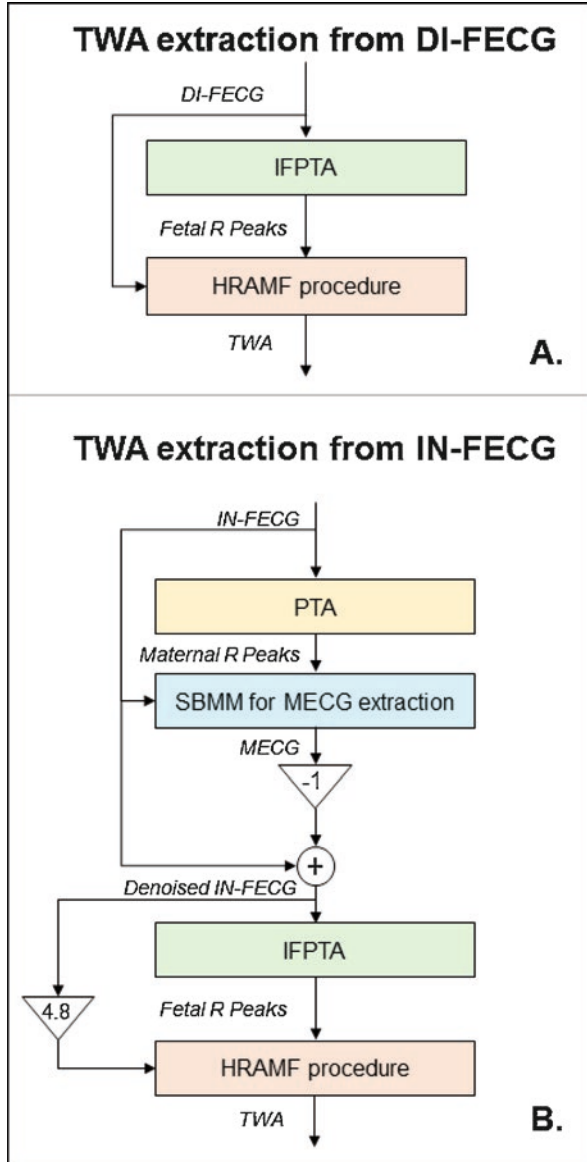 TWA extraction from DI-FECG
DI-FECG
IFPTA
Fetal R Peaks
HRAMF procedure
TWA
A.
TWA extraction from IN-FECG
IN-FECG
PTA
Maternal R Peaks
SBMM for MECG extraction
MECG
-1
+
Denoised IN-FECG
IFPTA
4.8
Fetal R Peaks
HRAMF procedure
TWA
B.